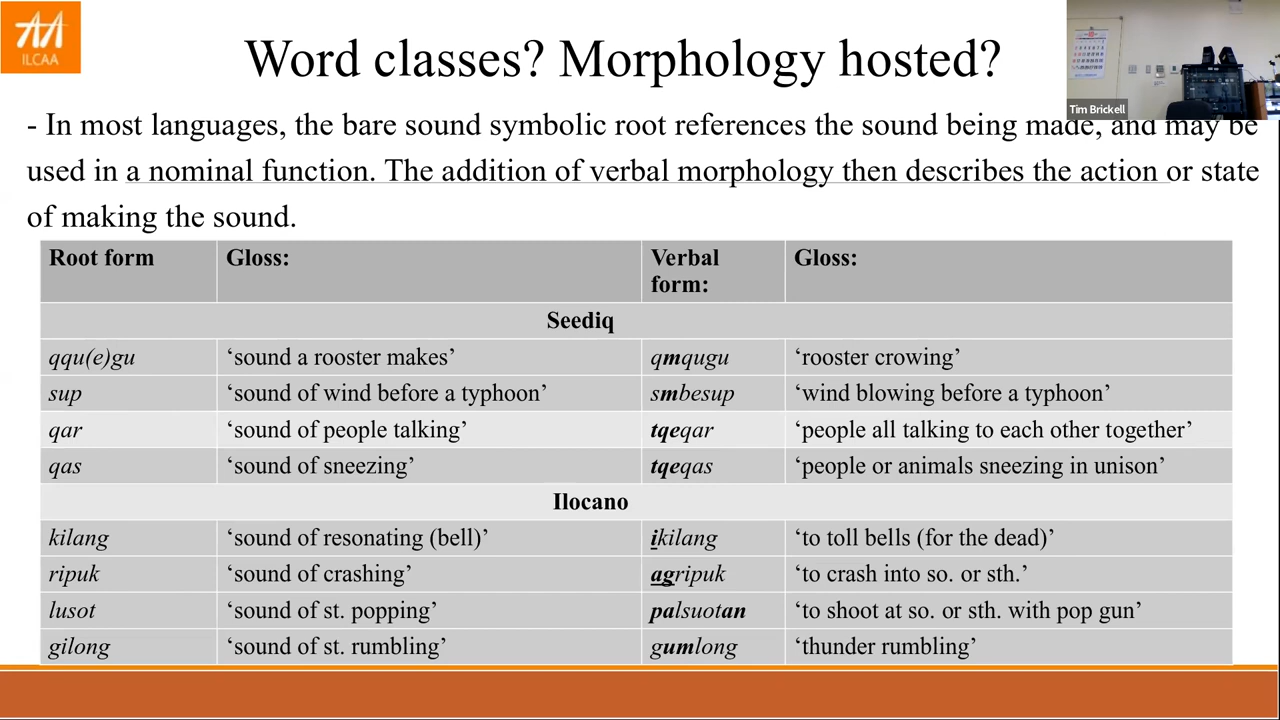 ILCAA
Word classes? Morphology hosted?
Tim Brickell
- In most languages, the bare sound symbolic root references the sound being made, and may be
used in a nominal function. The addition of verbal morphology then describes the action or state
of making the sound.
Root form Gloss: Verbal form: Gloss:
Seediq
qqu(e)gu ‘sound a rooster makes’ qmqugu ‘rooster crowing’
sup ‘sound of wind before a typhoon’ smbesup ‘wind blowing before a typhoon’
qar ‘sound of people talking’ tqeqar ‘people all talking to each other together’
qas ‘sound of sneezing’ tqeqas ‘people or animals sneezing in unison’
Ilocano
kilang ‘sound of resonating (bell)’ ikilang ‘to toll bells (for the dead)’
ripuk ‘sound of crashing’ agripuk ‘to crash into so. or sth.’
lusot ‘sound of st. popping’ palsuotan ‘to shoot at so. or sth. with pop gun’
gilong ‘sound of st. rumbling’ gumlong ‘thunder rumbling’